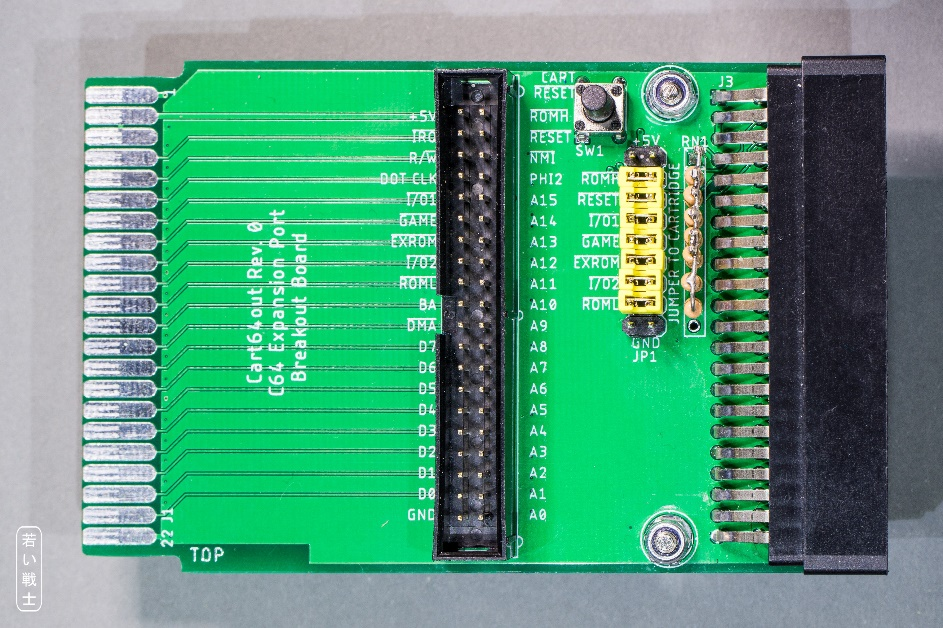 CART
RESET
J3
1
+5V
IRQ
R/W
DOT CLK
I/O1
GAME
EXROM
I/O2
ROML
BA
DMA
D7
D6
D5
D4
D3
D2
D1
D0
GND
ROMH
RESET
NMI
PHI2
A15
A14
A13
A12
A11
A10
A9
A8
A7
A6
A5
A4
A3
A2
A1
A0
SW1
+5V
RN1
ROMH
RESET
I/O1
GAME
EXROM
I/O2
ROML
GND
JP1
JUMPER TO CARTRIDGE
Cart64out Rev. 0
C64 Expansion Port
Breakout Board
22 J1
TOP
若い戦士